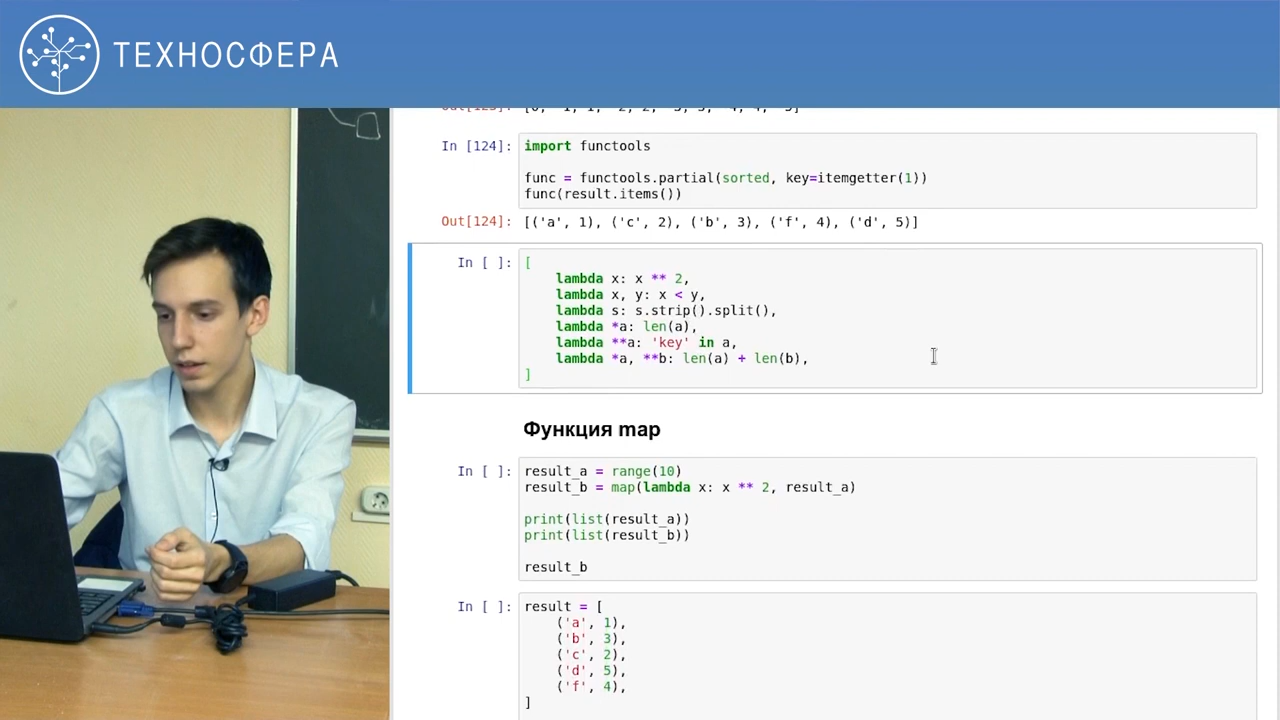 ТЕХНОСФЕРА
In [124]:
import functools
func = functools.partial(sorted, key=itemgetter(1))
func(result.items())
Out[124]: [('a', 1), ('c', 2), ('b', 3), ('f', 4), ('d', 5)]
In [ ]:
[
    lambda x: x ** 2,
    lambda x, y: x < y,
    lambda s: s.strip().split(),
    lambda *a: len(a),
    lambda **a: 'key' in a,
    lambda *a, **b: len(a) + len(b),
]
Функция map
In [ ]:
result_a = range(10)
result_b = map(lambda x: x ** 2, result_a)
print(list(result_a))
print(list(result_b))
result_b
In [ ]:
result = [
    ('a', 1),
    ('b', 3),
    ('c', 2),
    ('d', 5),
    ('f', 4),
]